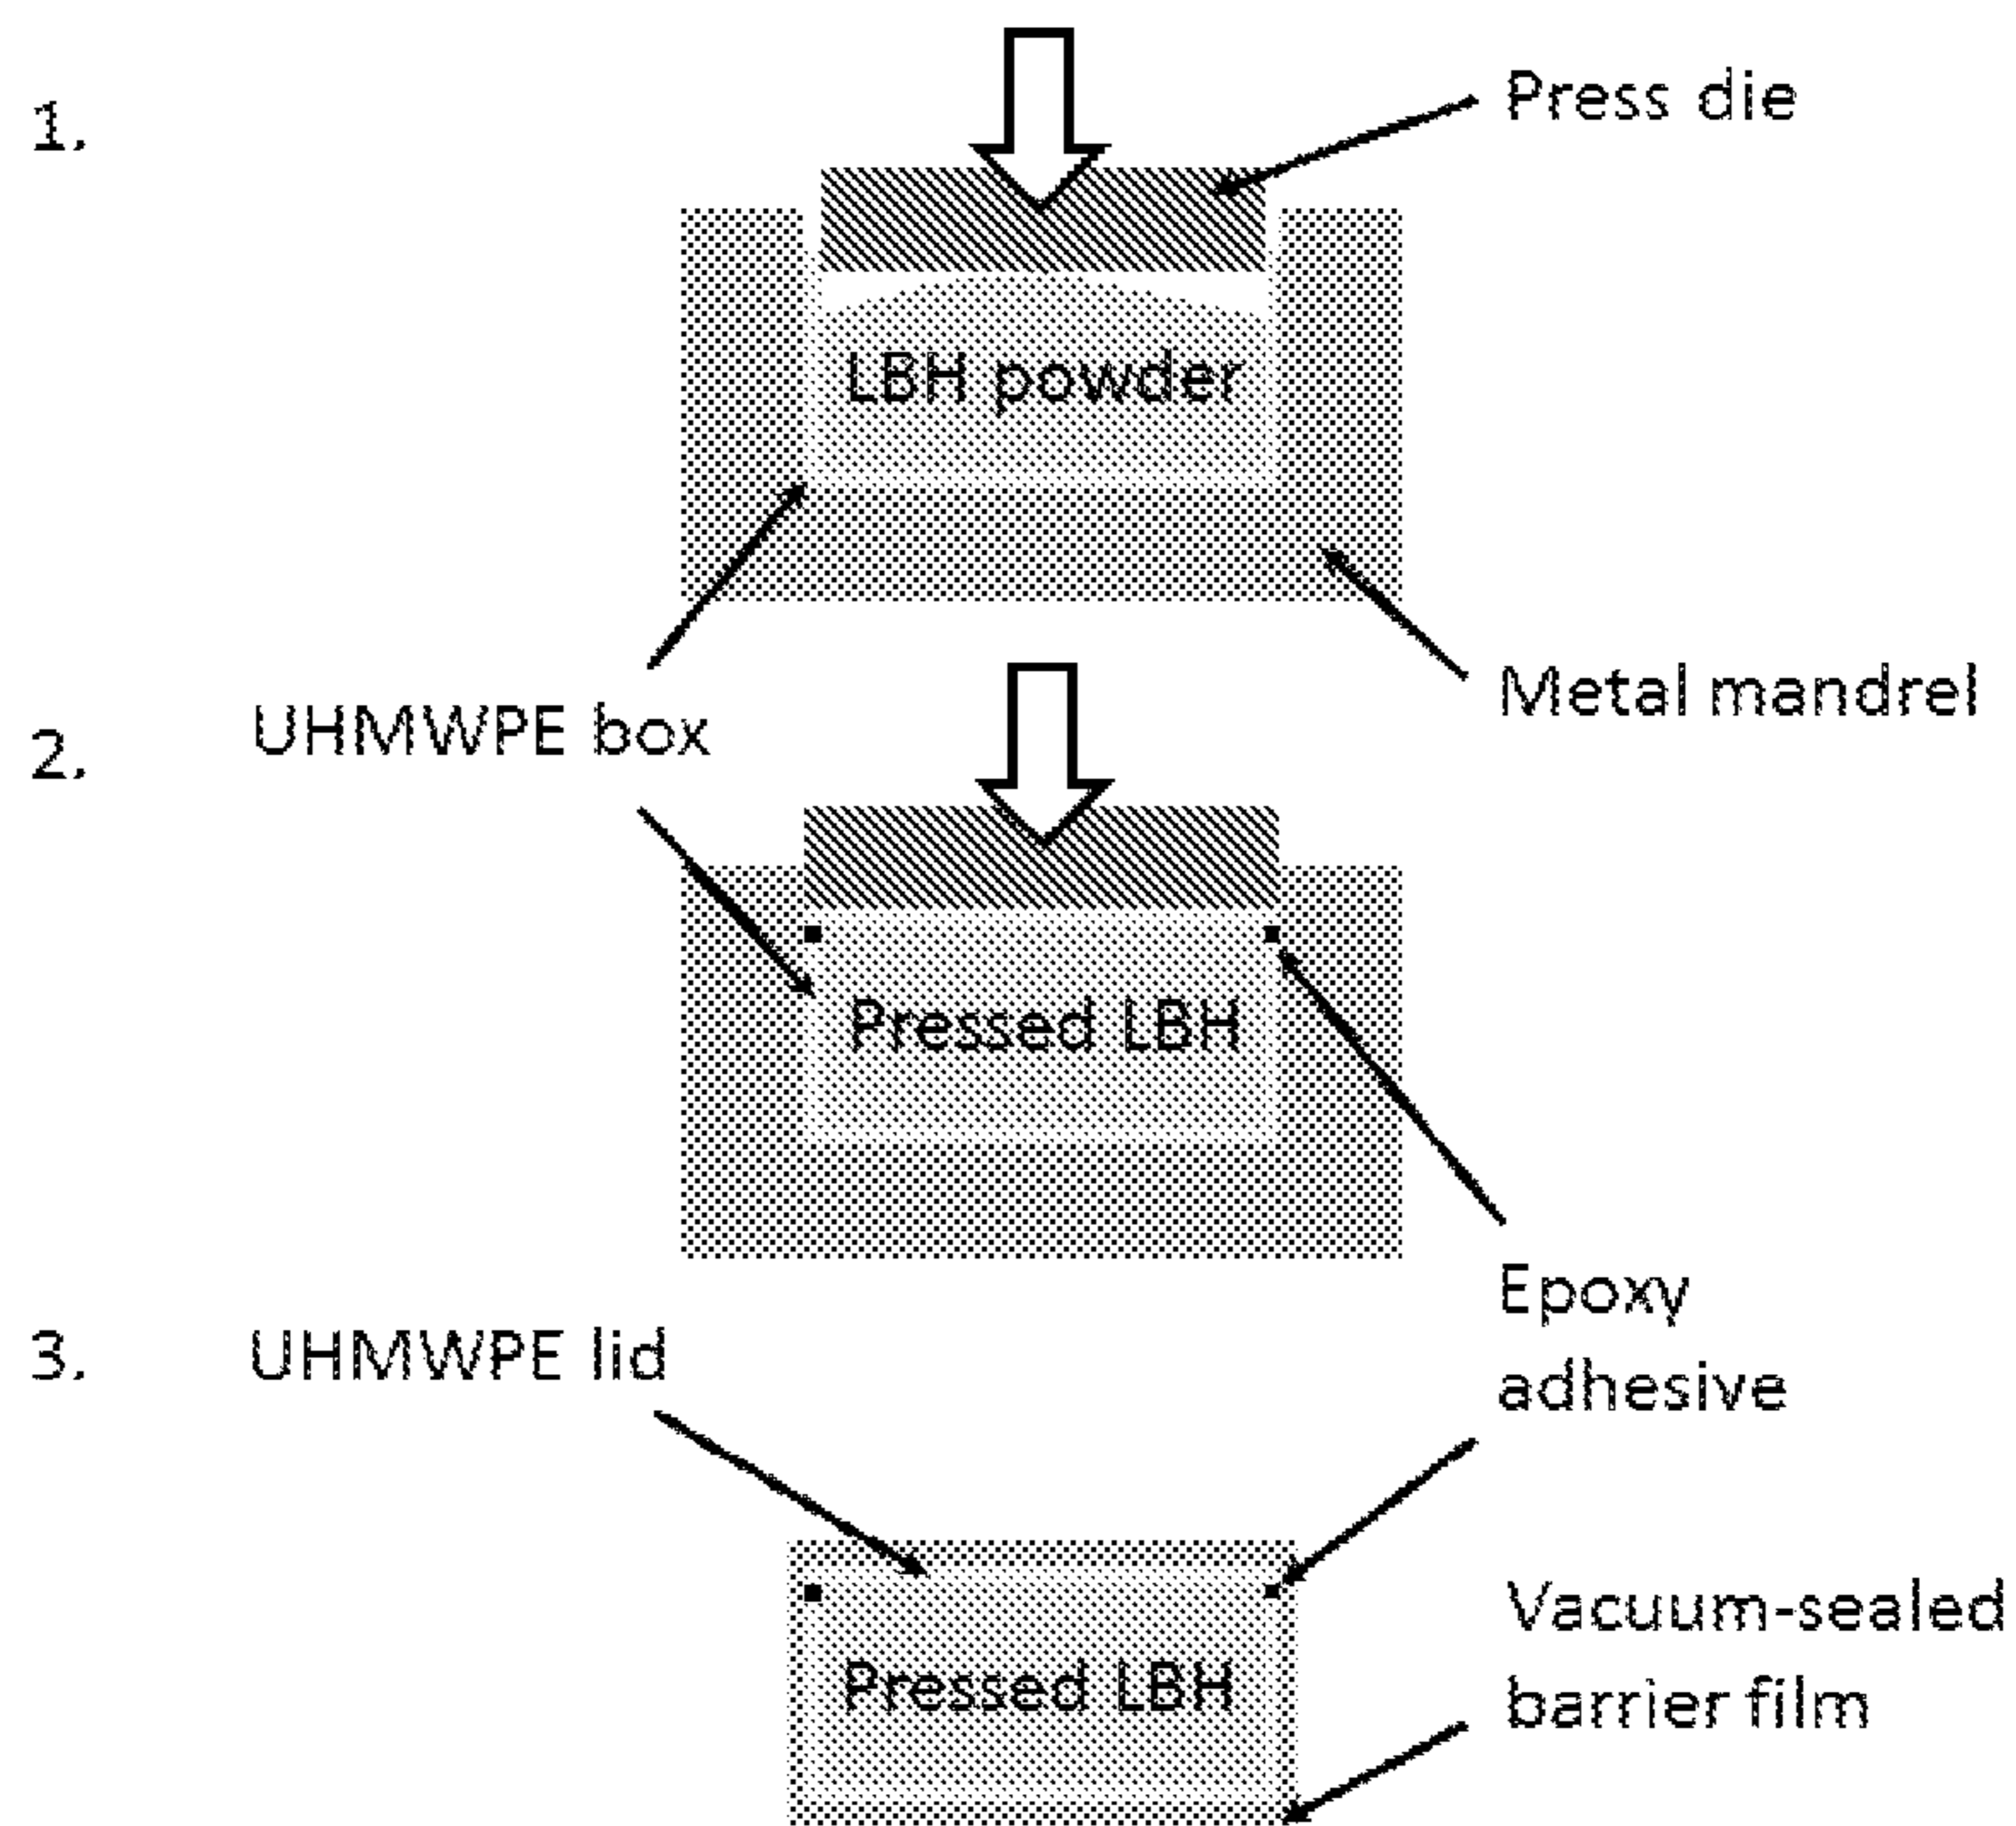 1.
Press die
LBH powder
Metal mandrel
UHMWPE box
2.
Pressed LBH
Epoxy
adhesive
3.
UHMWPE lid
Vacuum-sealed
barrier film
Pressed LBH